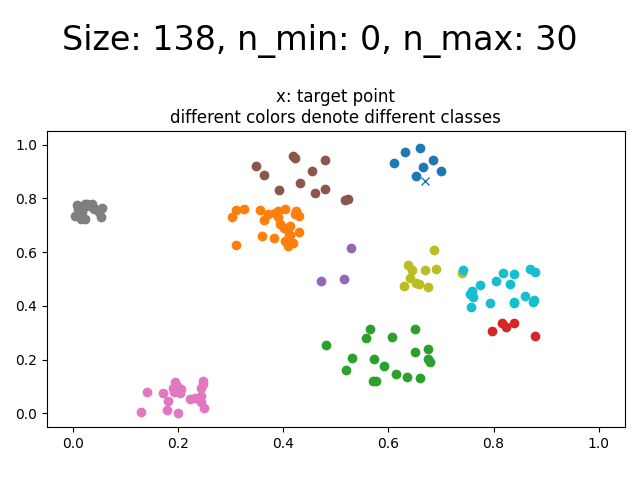 Size: 138, n_min: 0, n_max: 30
x: target point
different colors denote different classes
1.0
0.8
0.6
0.4
0.2
0.0
0.0 0.2 0.4 0.6 0.8 1.0